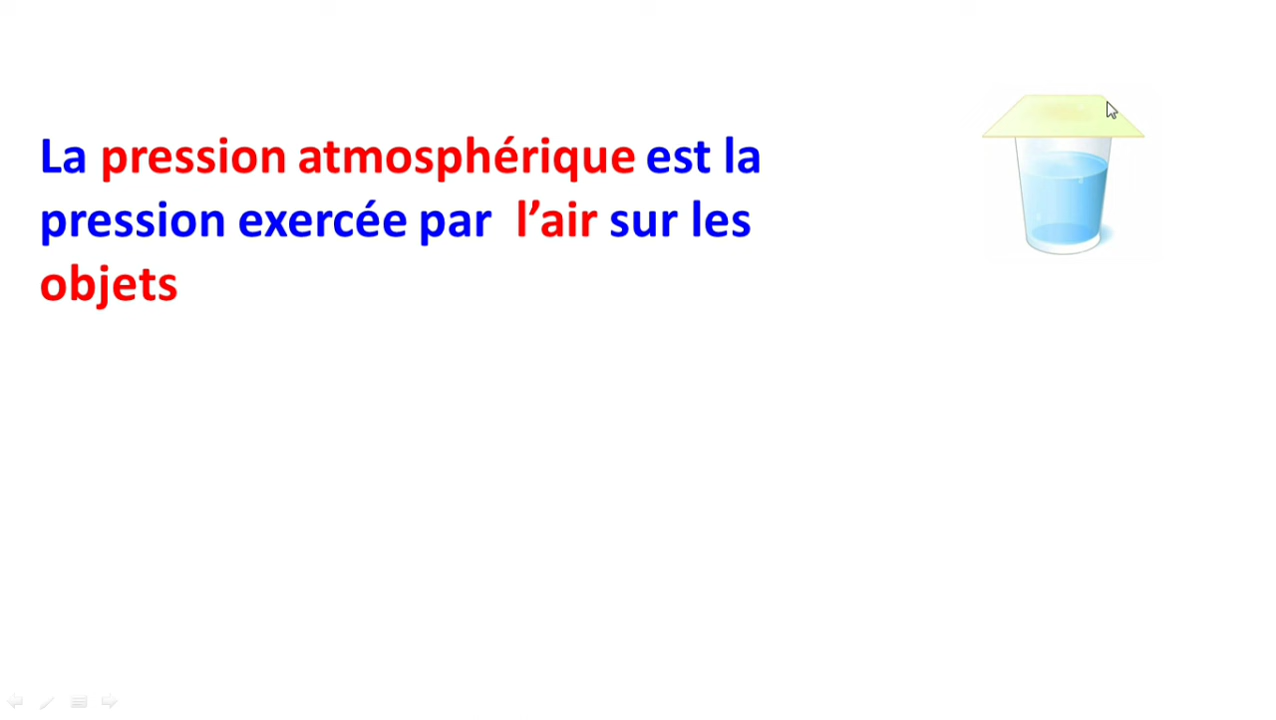 La pression atmosphérique est la
pression exercée par l’air sur les
objets